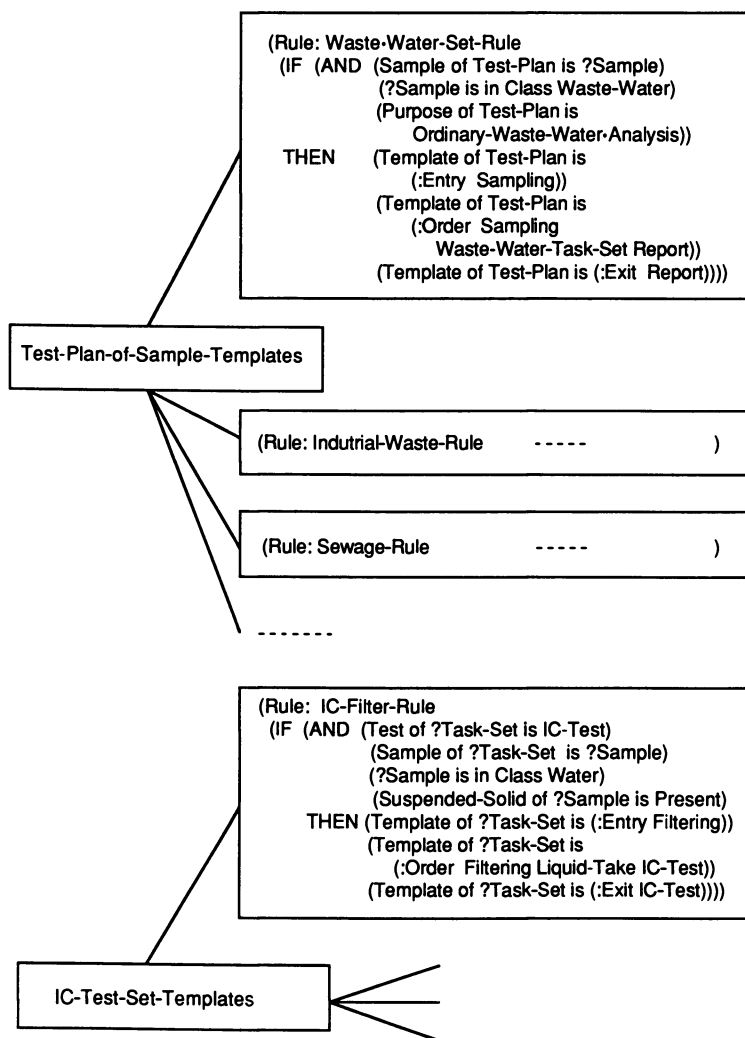 (Rule: Waste·Water-Set-Rule
(IF (AND (Sample of Test-Plan is ?Sample)
(?Sample is in Class Waste-Water)
(Purpose of Test-Plan is
Ordinary-Waste-Water·Analysis))
THEN (Template of Test-Plan is
(:Entry Sampling))
(Template of Test-Plan is
(:Order Sampling
Waste-Water-Task-Set Report))
(Template of Test-Plan is (:Exit Report))))
Test-Plan-of-Sample-Templates
(Rule: Indutrial-Waste-Rule - - - - - )
(Rule: Sewage-Rule - - - - - )
- - - - - - -
(Rule: IC-Filter-Rule
(IF (AND (Test of ?Task-Set is IC-Test)
(Sample of ?Task-Set is ?Sample)
(?Sample is in Class Water)
(Suspended-Solid of ?Sample is Present)
THEN (Template of ?Task-Set is (:Entry Filtering))
(Template of ?Task-Set is
(:Order Filtering Liquid-Take IC-Test))
(Template of ?Task-Set is (:Exit IC-Test))))
IC-Test-Set-Templates